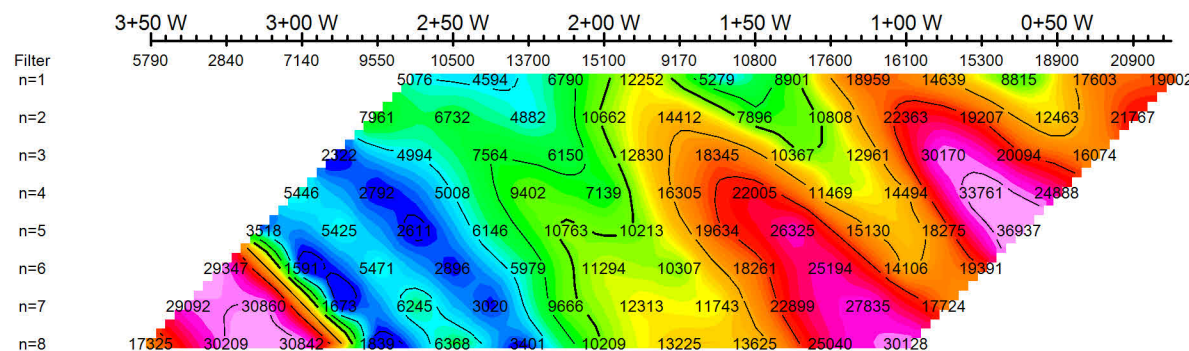 3+50 W 3+00 W 2+50 W 2+00 W 1+50 W 1+00 W 0+50 W
Filter 5790 2840 7140 9550 10500 13700 15100 9170 10800 17600 16100 15300 18900 20900
n=1 5076 4594 6790 12252 5279 8901 18959 14639 8815 17603 19002
n=2 7961 6732 4882 10662 14412 7896 10808 22363 19207 12463 21767
n=3 2322 4994 7564 6150 12830 18345 10367 12961 30170 20094 16074
n=4 5446 2792 5008 9402 7139 16305 22005 11469 14494 33761 24888
n=5 3518 5425 2611 6146 10763 10213 19634 26325 15130 18275 36937
n=6 29347 1591 5471 2896 5979 11294 10307 18261 25194 14106 19391
n=7 29092 30860 1673 6245 3020 9666 12313 11743 22899 27835 17724
n=8 17325 30209 30842 1839 6368 3401 10209 13225 13625 25040 30128